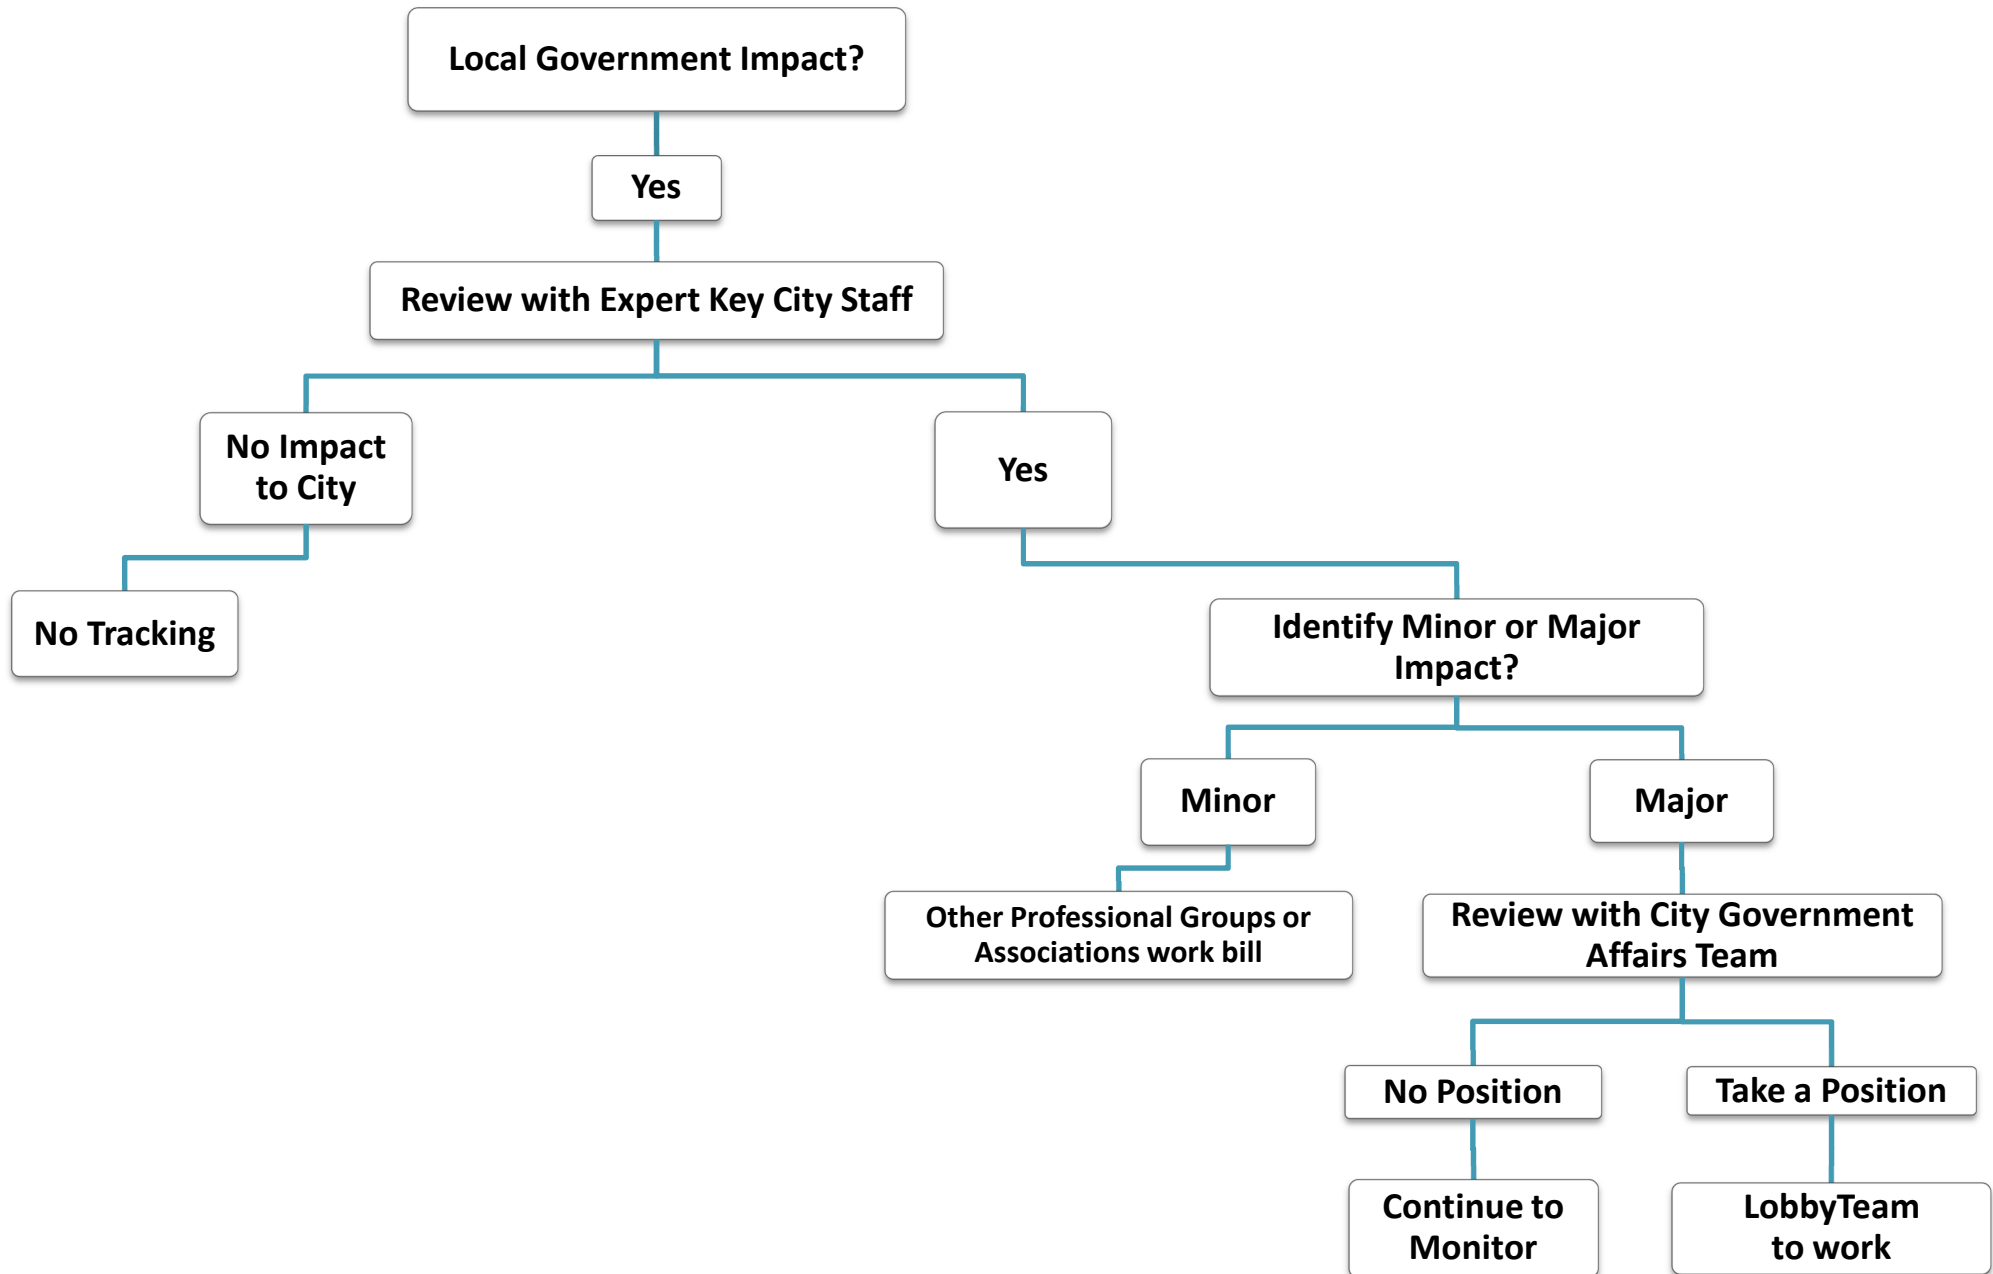 Local Government Impact?
Yes
Review with Expert Key City Staff
No Impact
to City
Yes
No Tracking
Identify Minor or Major
Impact?
Minor
Major
Other Professional Groups or
Associations work bill
Review with City Government
Affairs Team
No Position
Take a Position
Continue to
Monitor
LobbyTeam
to work